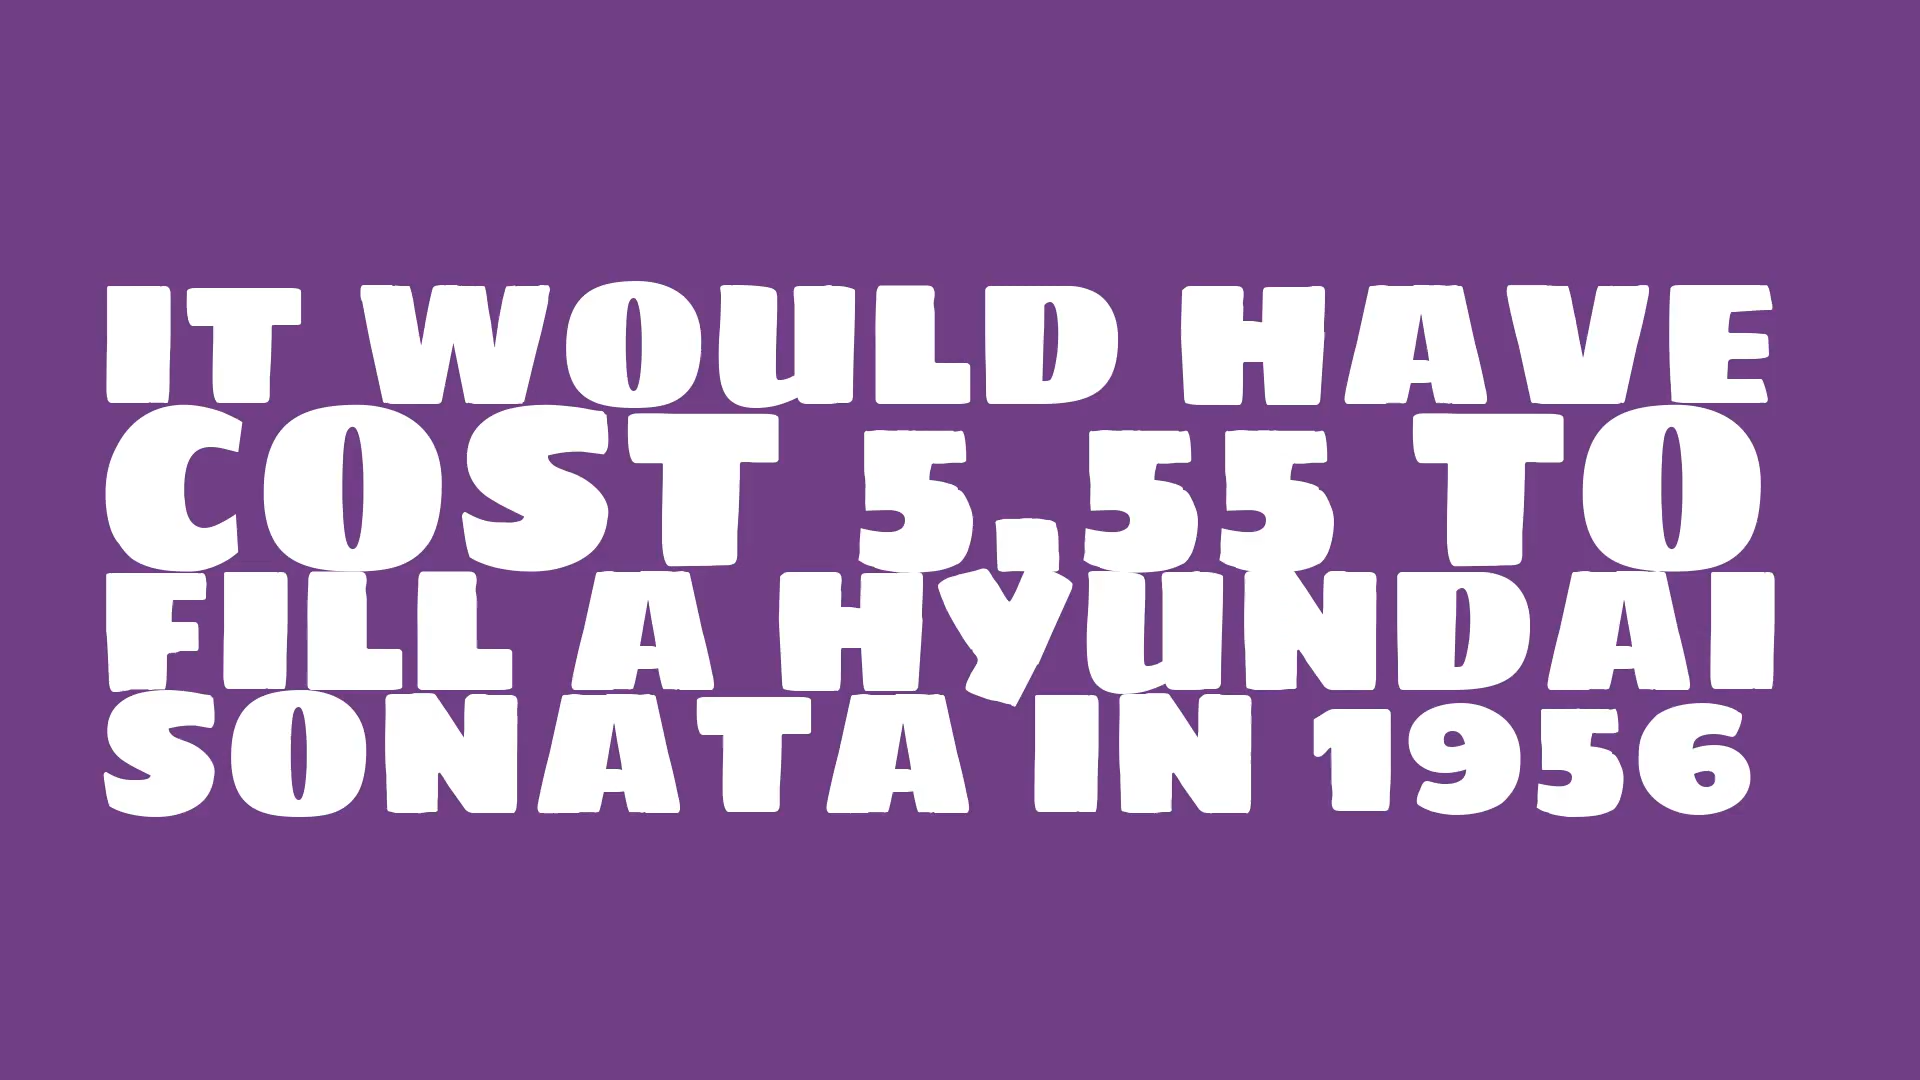 IT WOULD HAVE
COST 5,55 TO
FILL A HYUNDAI
SONATA IN 1956